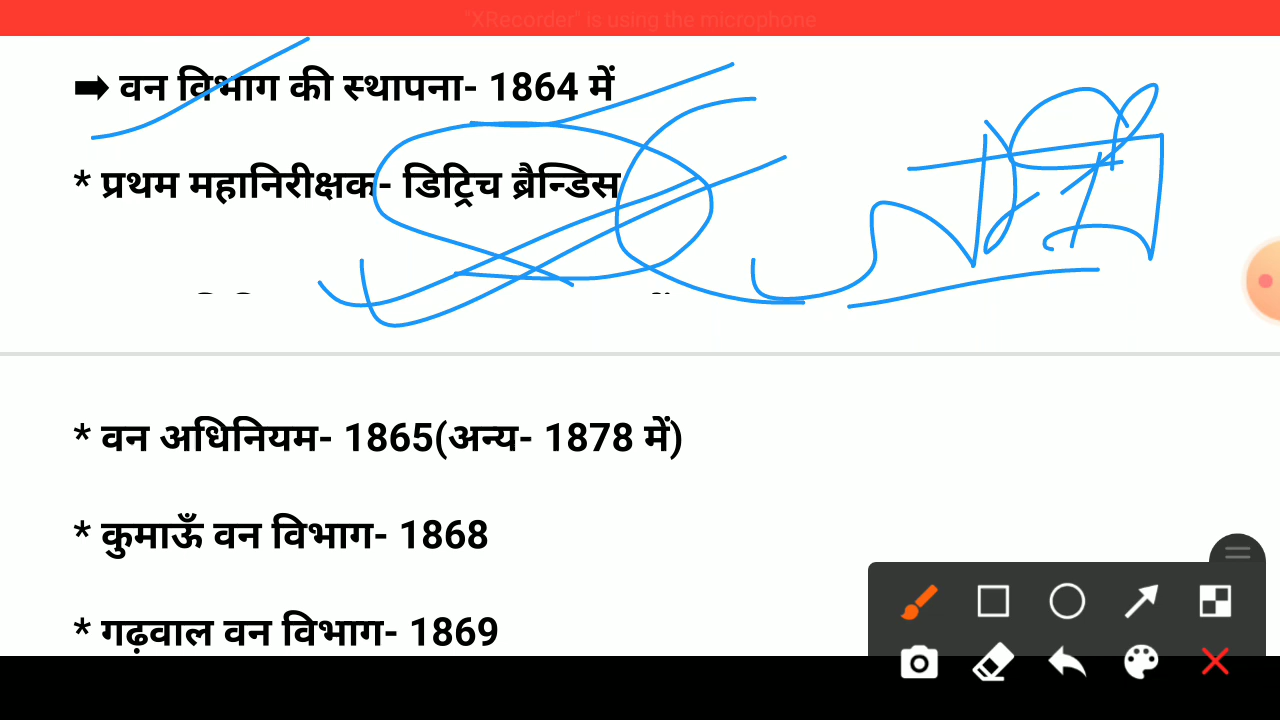 "XRecorder" is using the microphone
➡ वन विभाग की स्थापना- 1864 में
* प्रथम महानिरीक्षक- डिट्रिच ब्रैन्डिस
* वन अधिनियम- 1865(अन्य- 1878 में)
* कुमाऊँ वन विभाग- 1868
* गढ़वाल वन विभाग- 1869